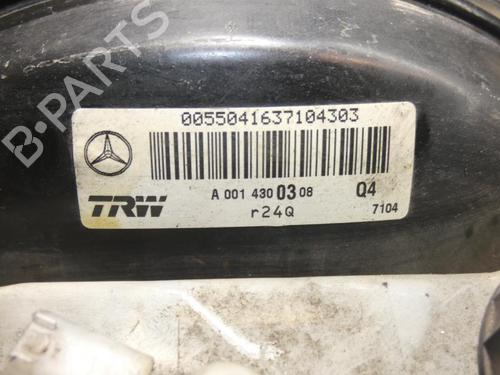 0055041637104303
A 001 430 03 08 Q4
TRW
r24Q 7104
B-PARTS